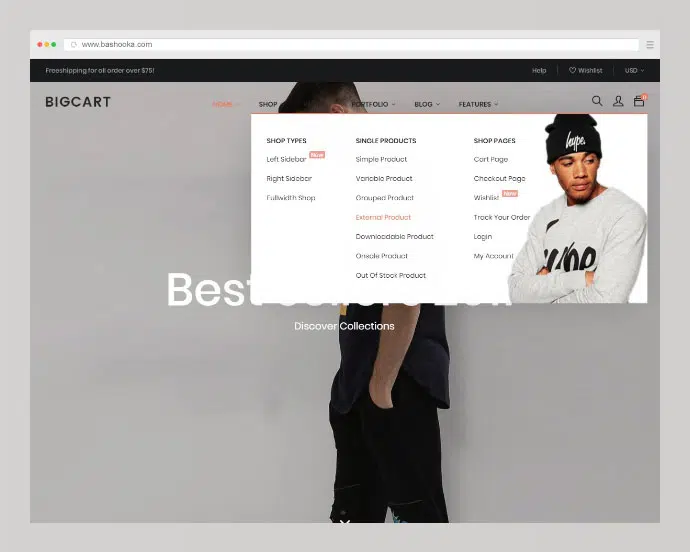 www.bashooka.com
Freeshipping for all order over $75!
Help
Wishlist
USD
BIGCART
HOME
SHOP
PORTFOLIO
BLOG
FEATURES
0
SHOP TYPES
Left Sidebar New
Right Sidebar
Fullwidth Shop
SINGLE PRODUCTS
Simple Product
Variable Product
Grouped Product
External Product
Downloadable Product
Onsale Product
Out Of Stock Product
SHOP PAGES
Cart Page
Checkout Page
Wishlist New
Track Your Order
Login
My Account
hype.
Best
Discover Collections